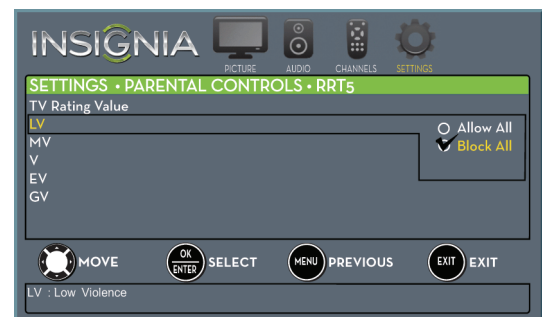 INSIGNIA
PICTURE AUDIO CHANNELS SETTINGS
SETTINGS • PARENTAL CONTROLS • RRT5
TV Rating Value
LV
Allow All
MV
Block All
V
EV
GV
MOVE OK ENTER SELECT MENU PREVIOUS EXIT EXIT
LV : Low Violence